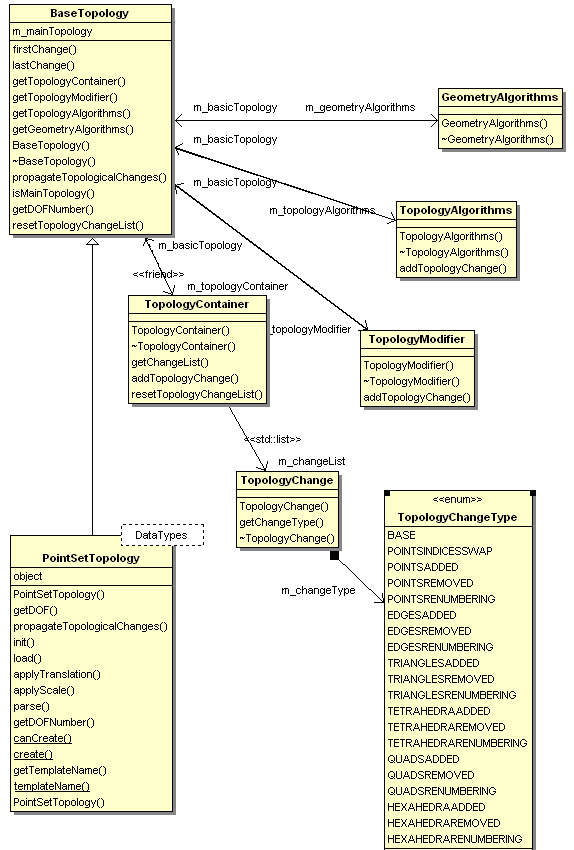 BaseTopology
m_mainTopology
firstChange()
lastChange()
getTopologyContainer()
getTopologyModifier()
getTopologyAlgorithms()
getGeometryAlgorithms()
BaseTopology()
~BaseTopology()
propagateTopologicalChanges()
isMainTopology()
getDOFNumber()
resetTopologyChangeList()
m_basicTopology
m_geometryAlgorithms
GeometryAlgorithms
GeometryAlgorithms()
~GeometryAlgorithms()
m_basicTopology
m_topologyAlgorithms
TopologyAlgorithms
TopologyAlgorithms()
~TopologyAlgorithms()
addTopologyChange()
m_basicTopology
_topologyModifier
TopologyModifier
TopologyModifier()
~TopologyModifier()
addTopologyChange()
m_basicTopology
<<friend>>
m_topologyContainer
TopologyContainer
TopologyContainer()
~TopologyContainer()
getChangeList()
addTopologyChange()
resetTopologyChangeList()
<<std::list>>
m_changeList
TopologyChange
TopologyChange()
getChangeType()
~TopologyChange()
m_changeType
<<enum>>
TopologyChangeType
BASE
POINTSINDICESSWAP
POINTSADDED
POINTSREMOVED
POINTSRENUMBERING
EDGESADDED
EDGESREMOVED
EDGESRENUMBERING
TRIANGLESADDED
TRIANGLESREMOVED
TRIANGLESRENUMBERING
TETRAHEDRAADDED
TETRAHEDRAREMOVED
TETRAHEDRARENUMBERING
QUADSADDED
QUADSREMOVED
QUADSRENUMBERING
HEXAHEDRAADDED
HEXAHEDRAREMOVED
HEXAHEDRARENUMBERING
DataTypes
PointSetTopology
object
PointSetTopology()
getDOF()
propagateTopologicalChanges()
init()
load()
applyTranslation()
applyScale()
parse()
getDOFNumber()
canCreate()
create()
getTemplateName()
templateName()
PointSetTopology()